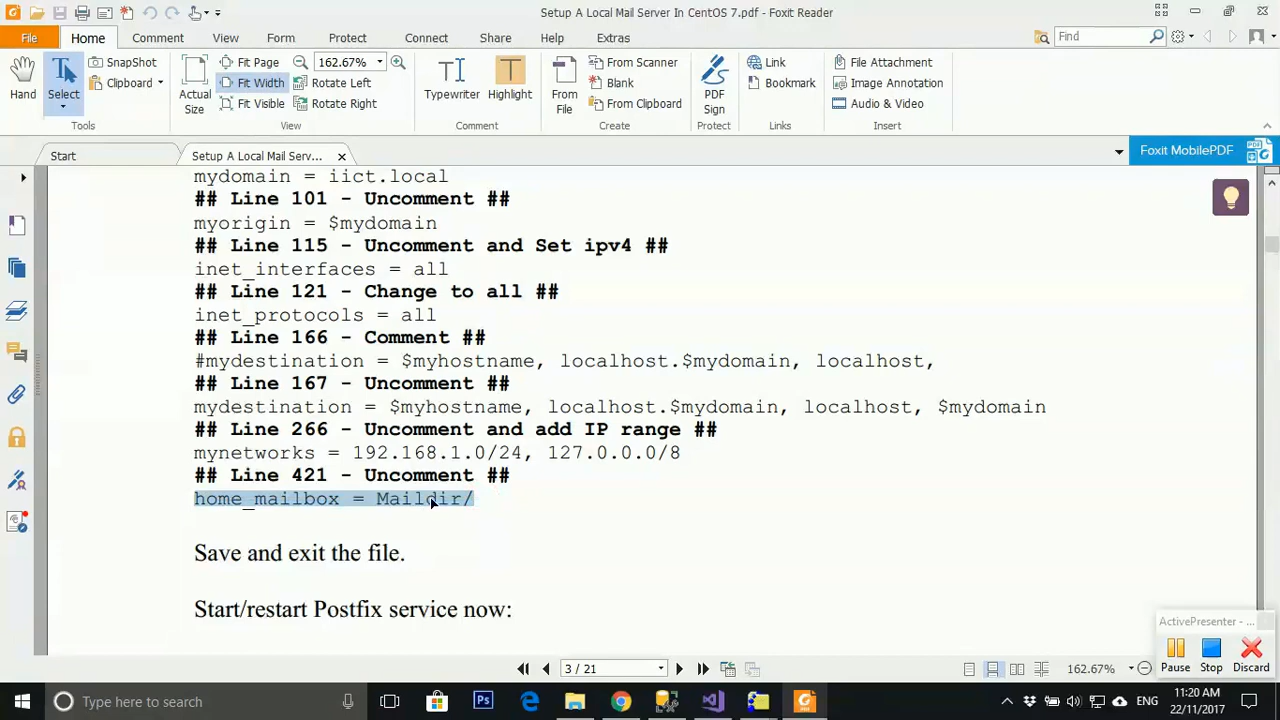 Setup A Local Mail Server In CentOS 7.pdf - Foxit Reader
File Home Comment View Form Protect Connect Share Help Extras Find
SnapShot Fit Page 162.67% From Scanner Link File Attachment
Clipboard Fit Width Rotate Left Blank Bookmark Image Annotation
Hand Select Actual Size Fit Visible Rotate Right Typewriter Highlight From File From Clipboard PDF Sign Audio & Video
Tools View Comment Create Protect Links Insert
Start Setup A Local Mail Serv... Foxit MobilePDF
mydomain = iict.local
## Line 101 - Uncomment ##
myorigin = $mydomain
## Line 115 - Uncomment and Set ipv4 ##
inet_interfaces = all
## Line 121 - Change to all ##
inet_protocols = all
## Line 166 - Comment ##
#mydestination = $myhostname, localhost.$mydomain, localhost,
## Line 167 - Uncomment ##
mydestination = $myhostname, localhost.$mydomain, localhost, $mydomain
## Line 266 - Uncomment and add IP range ##
mynetworks = 192.168.1.0/24, 127.0.0.0/8
## Line 421 - Uncomment ##
home_mailbox = Maildir/
Save and exit the file.
Start/restart Postfix service now:
ActivePresenter - ...
Pause Stop Discard
3 / 21 162.67%
Type here to search
Ps
ENG
11:20 AM
22/11/2017